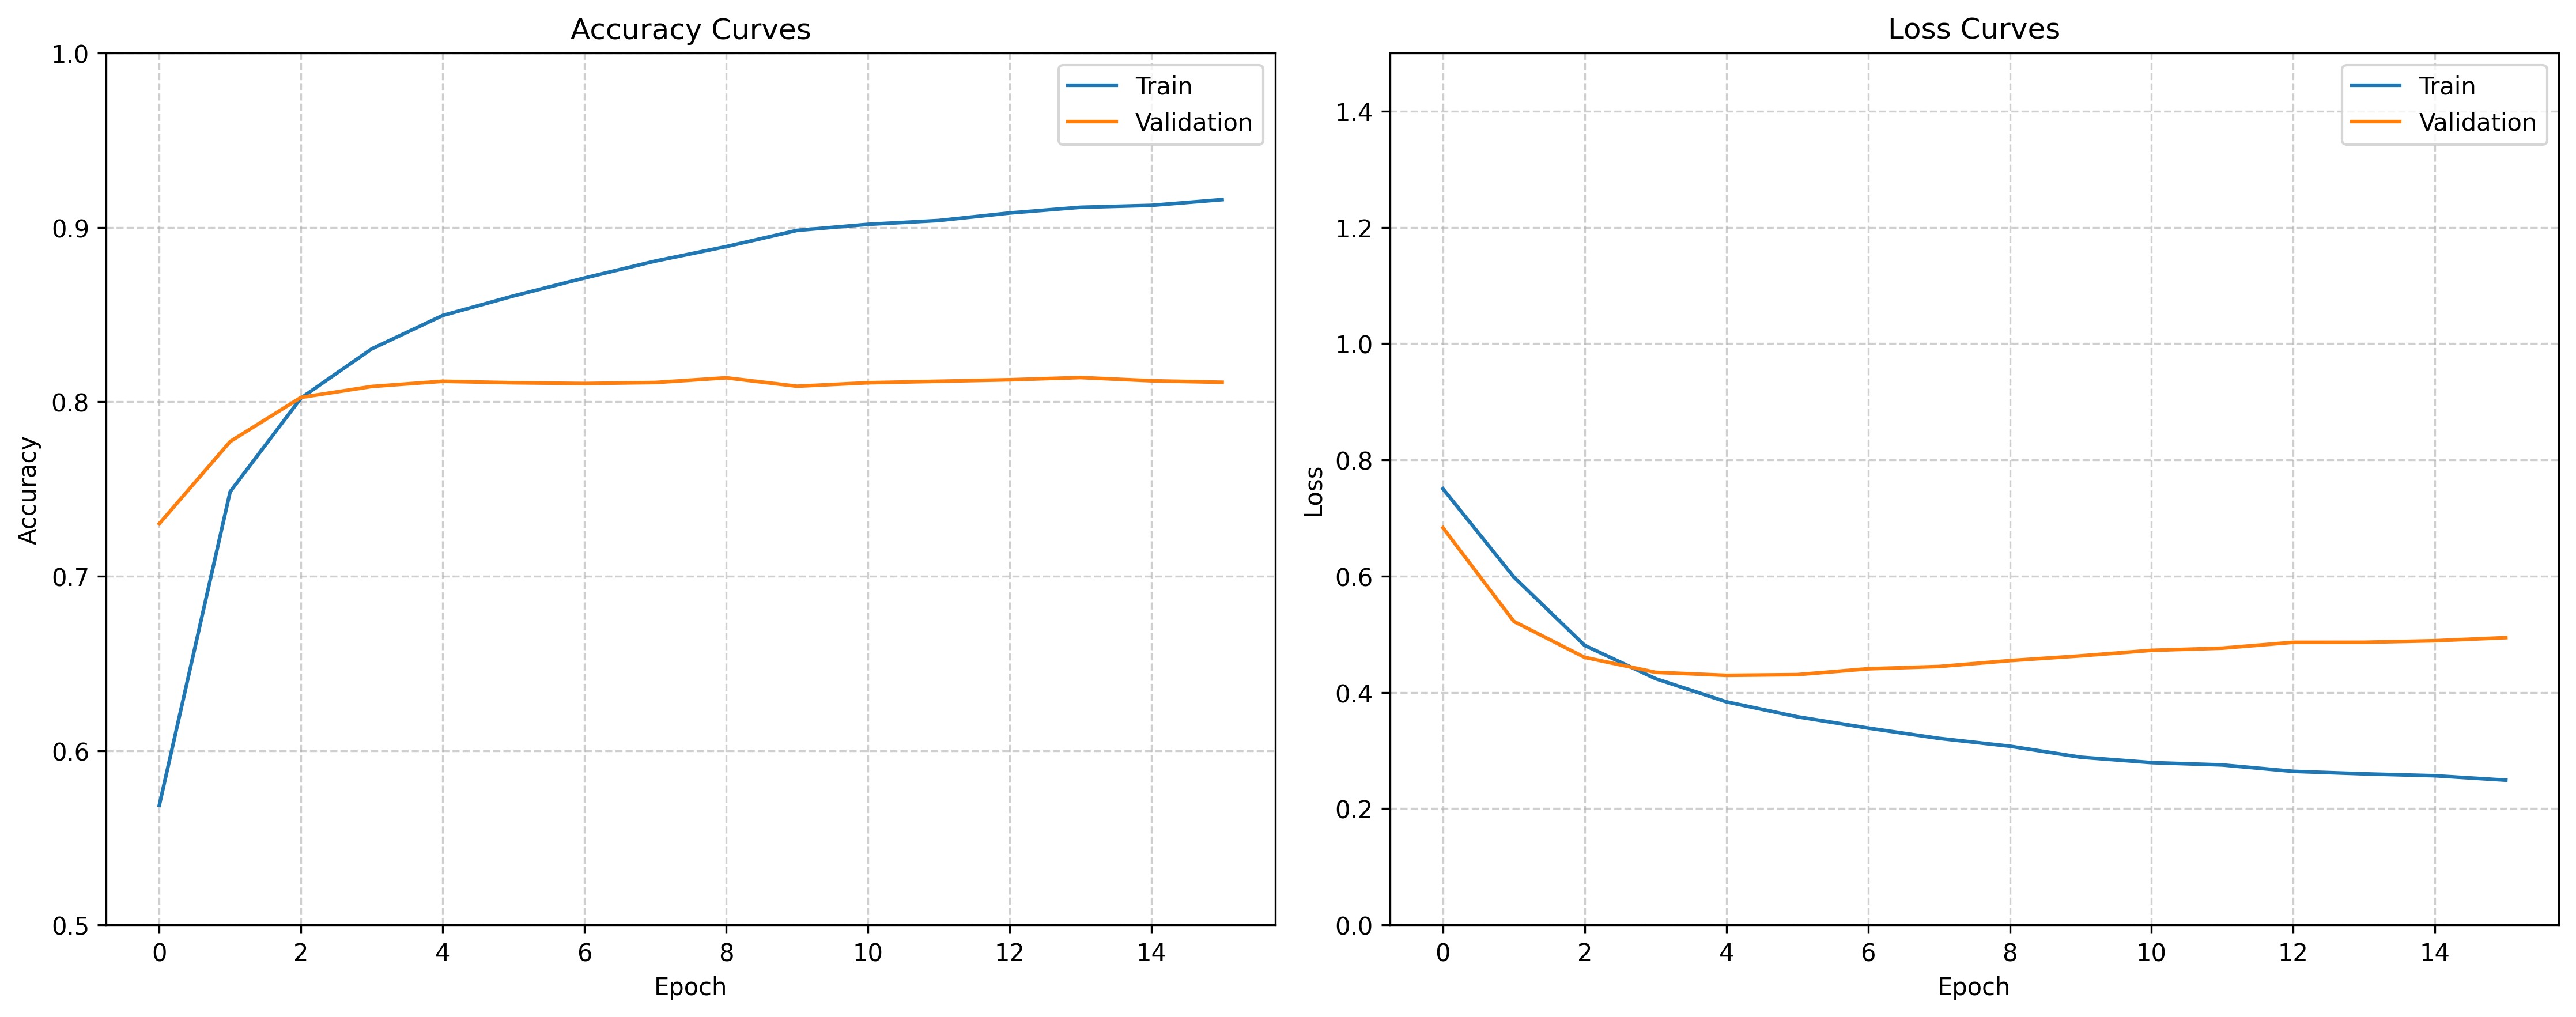 Accuracy Curves
1.0
0.9
0.8
0.7
0.6
0.5
Accuracy
Train
Validation
0 2 4 6 8 10 12 14
Epoch
Loss Curves
1.4
1.2
1.0
0.8
0.6
0.4
0.2
0.0
Loss
Train
Validation
0 2 4 6 8 10 12 14
Epoch